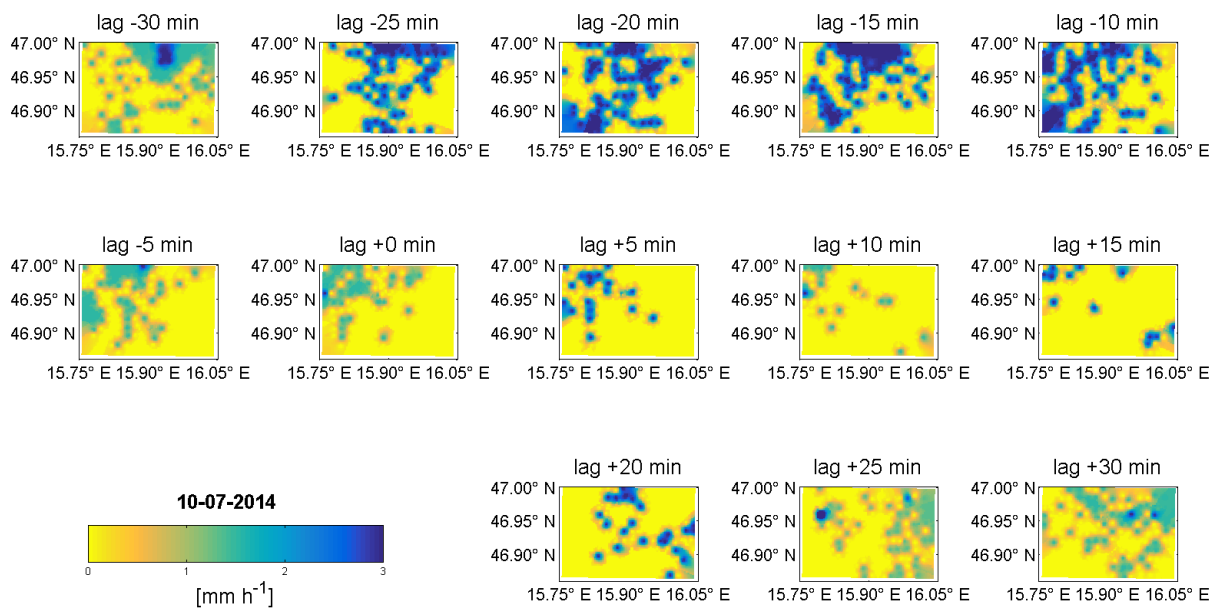 lag -30 min lag -25 min lag -20 min lag -15 min lag -10 min
47.00° N 47.00° N 47.00° N 47.00° N 47.00° N
46.95° N 46.95° N 46.95° N 46.95° N 46.95° N
46.90° N 46.90° N 46.90° N 46.90° N 46.90° N
15.75° E 15.90° E 16.05° E 15.75° E 15.90° E 16.05° E 15.75° E 15.90° E 16.05° E 15.75° E 15.90° E 16.05° E 15.75° E 15.90° E 16.05° E
lag -5 min lag +0 min lag +5 min lag +10 min lag +15 min
47.00° N 47.00° N 47.00° N 47.00° N 47.00° N
46.95° N 46.95° N 46.95° N 46.95° N 46.95° N
46.90° N 46.90° N 46.90° N 46.90° N 46.90° N
15.75° E 15.90° E 16.05° E 15.75° E 15.90° E 16.05° E 15.75° E 15.90° E 16.05° E 15.75° E 15.90° E 16.05° E 15.75° E 15.90° E 16.05° E
lag +20 min lag +25 min lag +30 min
47.00° N 47.00° N 47.00° N
46.95° N 46.95° N 46.95° N
46.90° N 46.90° N 46.90° N
15.75° E 15.90° E 16.05° E 15.75° E 15.90° E 16.05° E 15.75° E 15.90° E 16.05° E
10-07-2014
0 1 2 3
[mm h⁻¹]